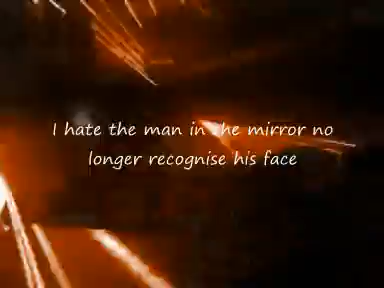 I hate the man in the mirror no
longer recognise his face